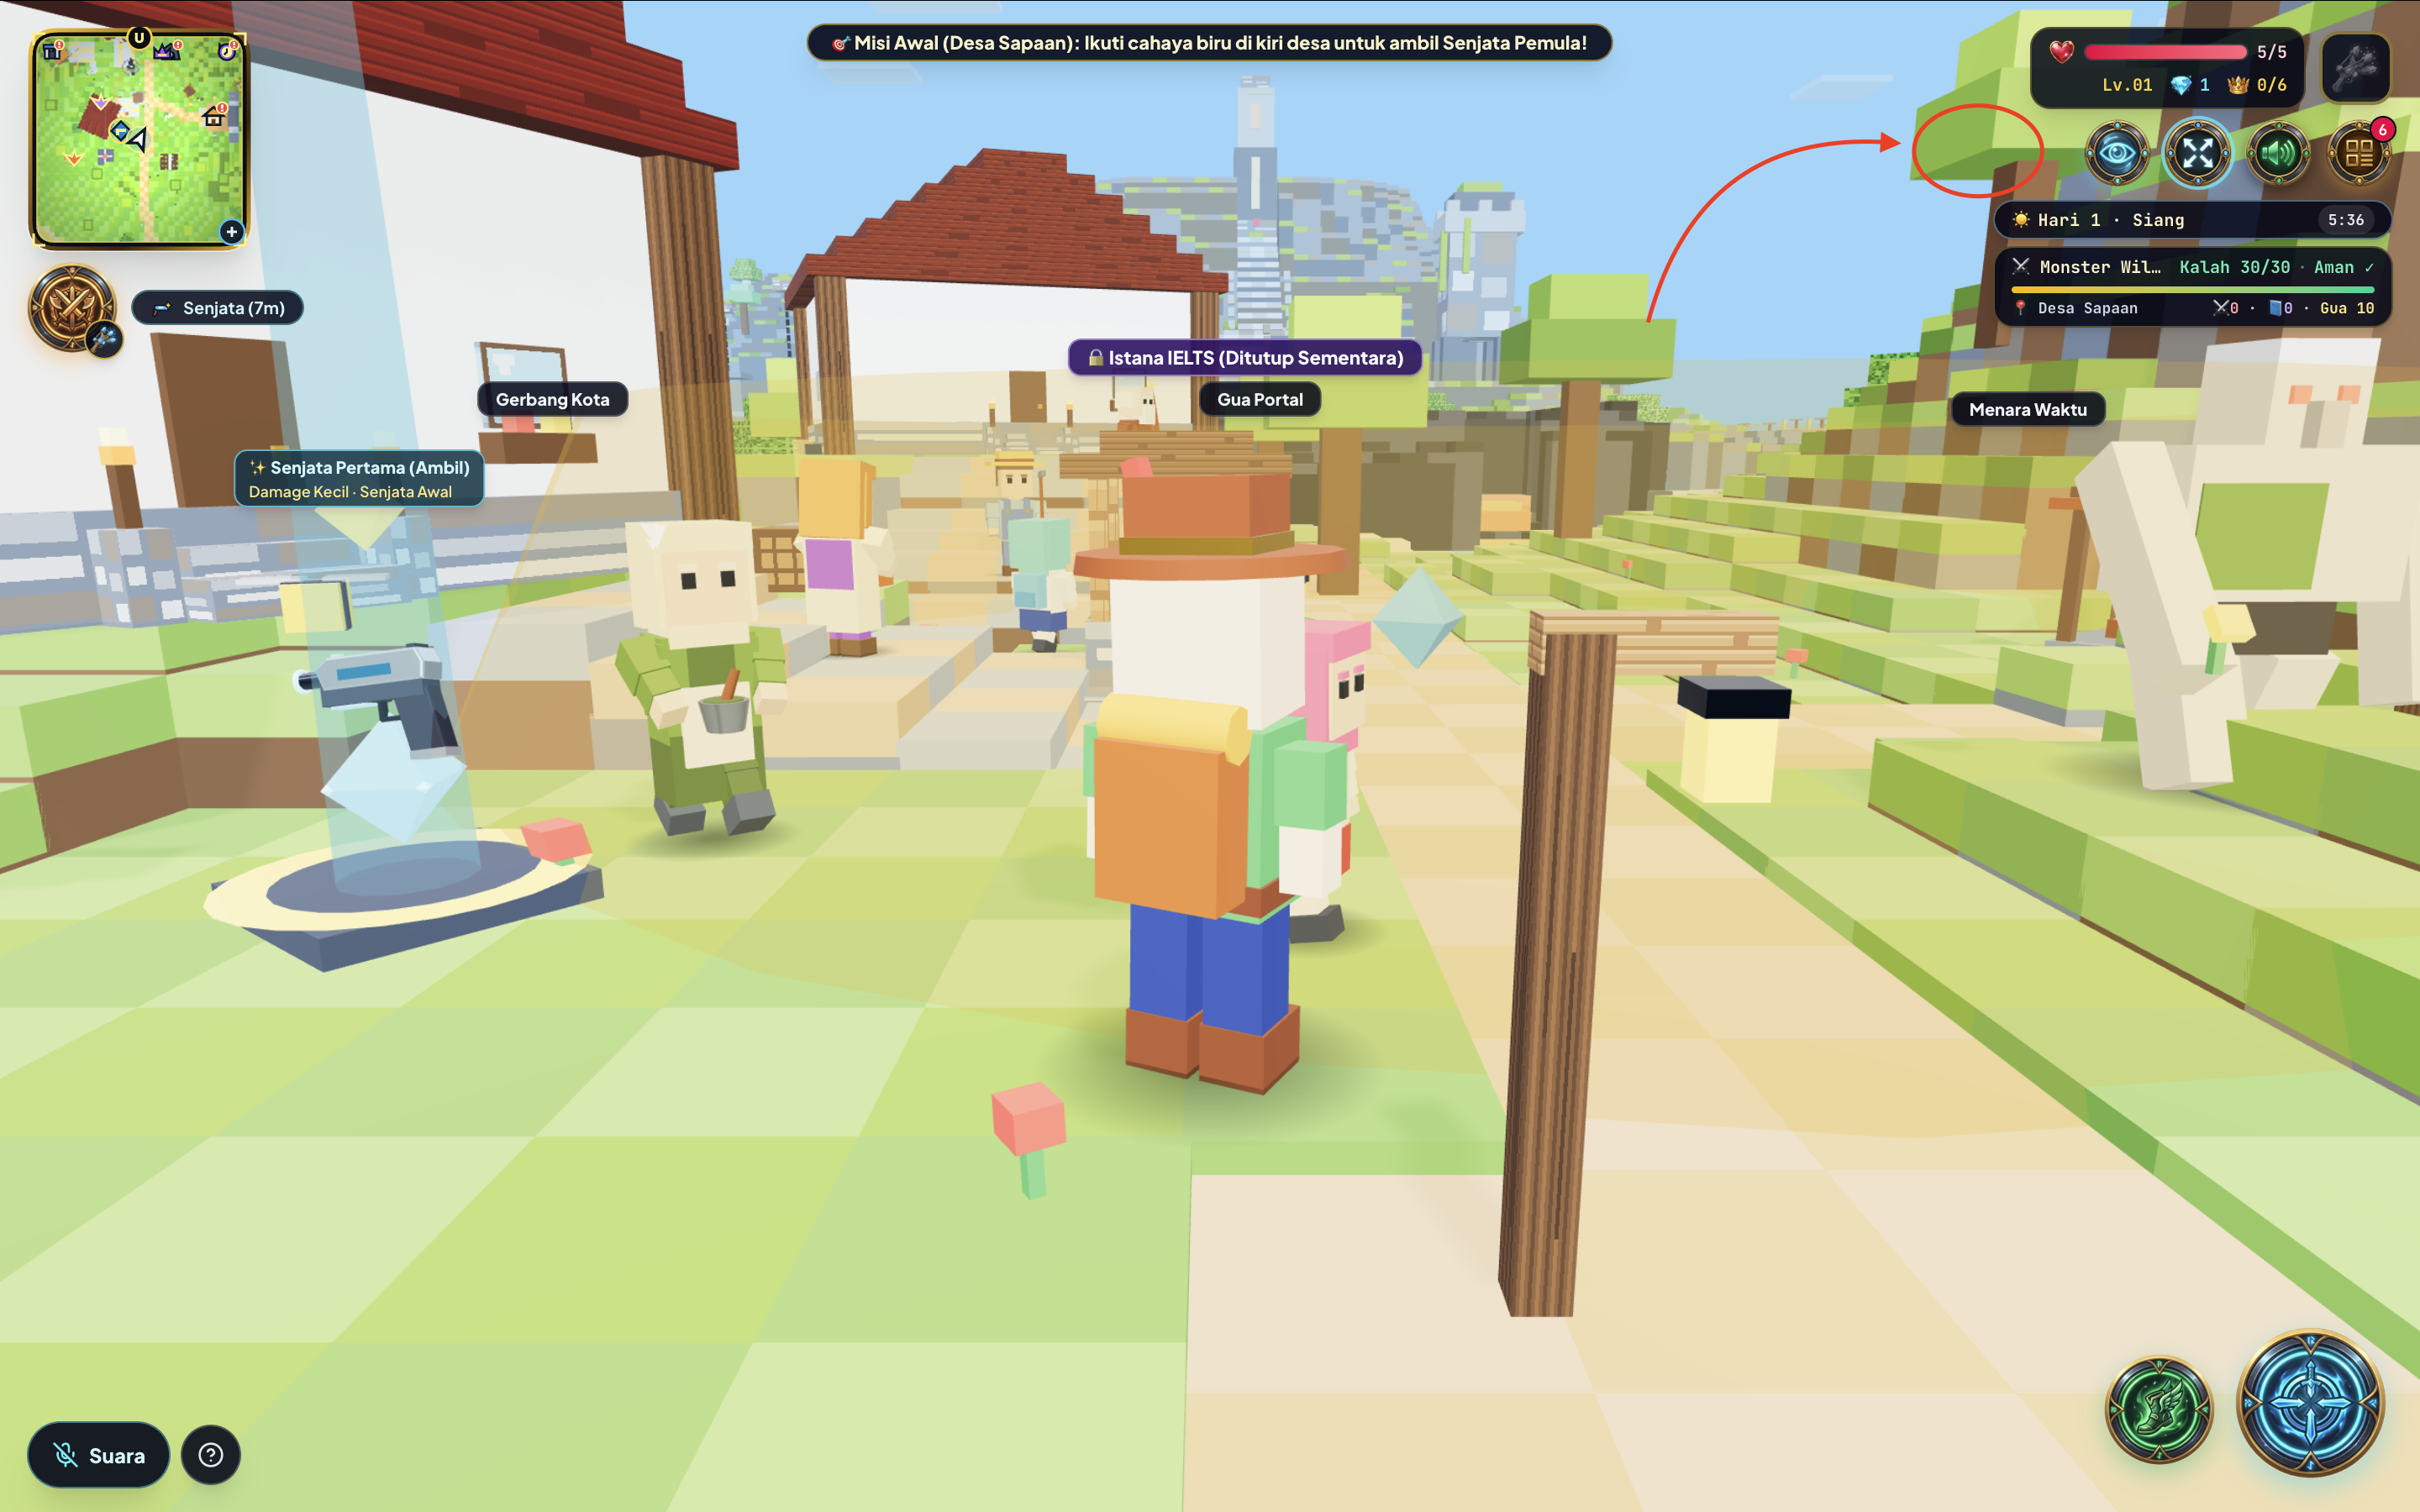 U
🎯 Misi Awal (Desa Sapaan): Ikuti cahaya biru di kiri desa untuk ambil Senjata Pemula!
5/5
Lv.01 💎 1 👑 0/6
6
☀️ Hari 1 · Siang 5:36
⚔ Monster Wil... Kalah 30/30 · Aman ✓
📍 Desa Sapaan ⚔0 · 📘0 · Gua 10
Senjata (7m)
🔒 Istana IELTS (Ditutup Sementara)
Gerbang Kota
Gua Portal
Menara Waktu
✨ Senjata Pertama (Ambil)
Damage Kecil · Senjata Awal
Suara
?